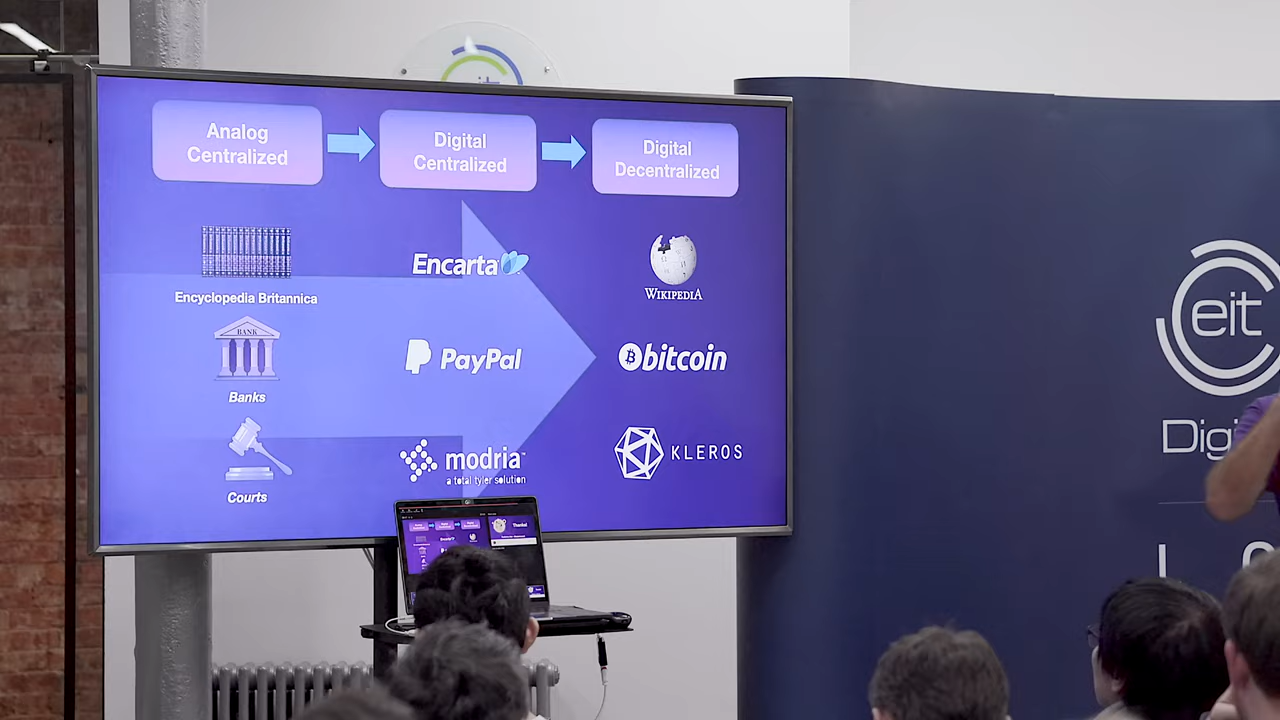 Analog
Centralized
Digital
Centralized
Digital
Decentralized
Encyclopedia Britannica
Encarta
WIKIPEDIA
BANK
Banks
PayPal
bitcoin
Courts
modria
a total tyler solution
KLEROS
eit
Dig
L